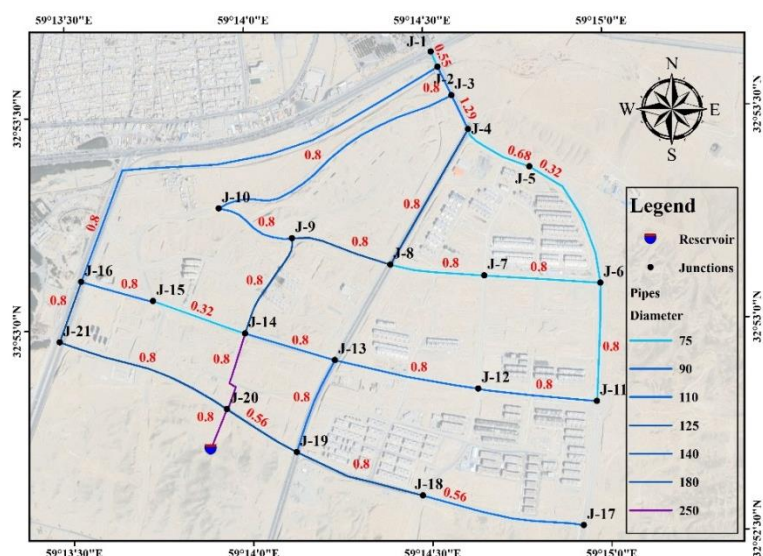 59°13'30"E 59°14'0"E 59°14'30"E 59°15'0"E
J-1
0.55
J-2
0.8 J-3
1.29
J-4
N
W E
S
32°53'30"N 32°53'30"N
0.68 0.32
J-5
0.8
J-10
0.8
J-9
0.8
0.8
0.8
J-8
0.8
J-7
0.8
J-6
J-16
0.8
J-15
0.32
J-14
J-21
0.8
0.8
J-13
0.8
0.8
J-12
0.8
J-11
0.8
32°53'0"N 32°53'0"N
0.8
J-20
0.56
0.8
J-19
0.8
J-18
0.56
J-17
Legend
Reservoir
Junctions
Pipes
Diameter
75
90
110
125
140
180
250
32°52'30"N
59°13'30"E 59°14'0"E 59°14'30"E 59°15'0"E